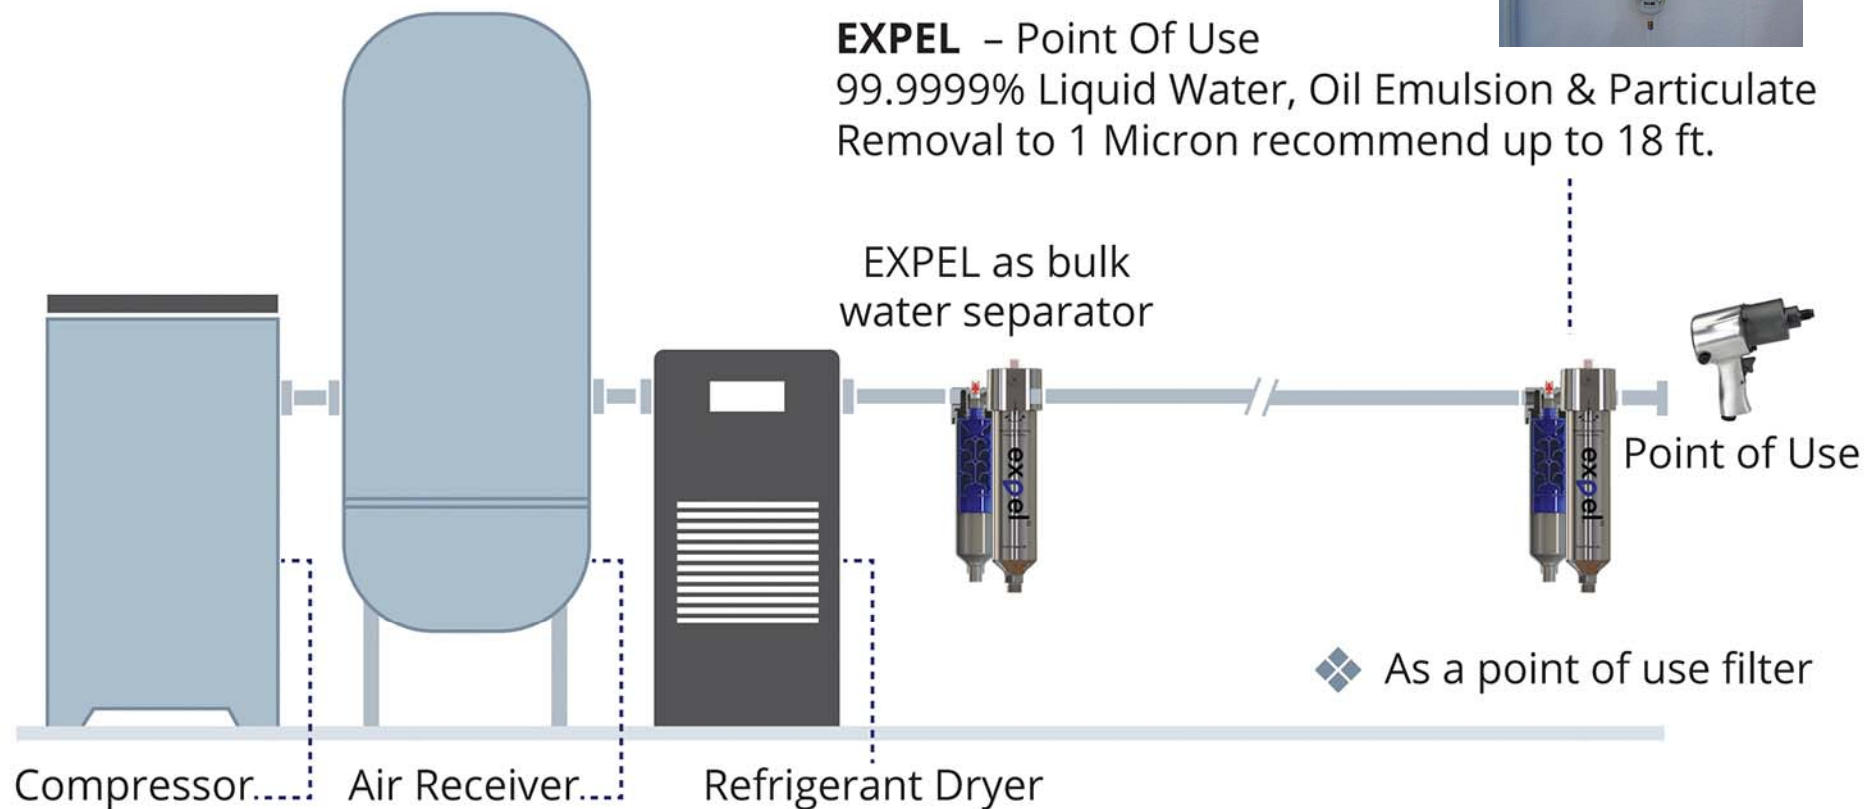 EXPEL – Point Of Use
99.9999% Liquid Water, Oil Emulsion & Particulate
Removal to 1 Micron recommend up to 18 ft.
EXPEL as bulk
water separator
expel
expel
Point of Use
As a point of use filter
Compressor
Air Receiver
Refrigerant Dryer